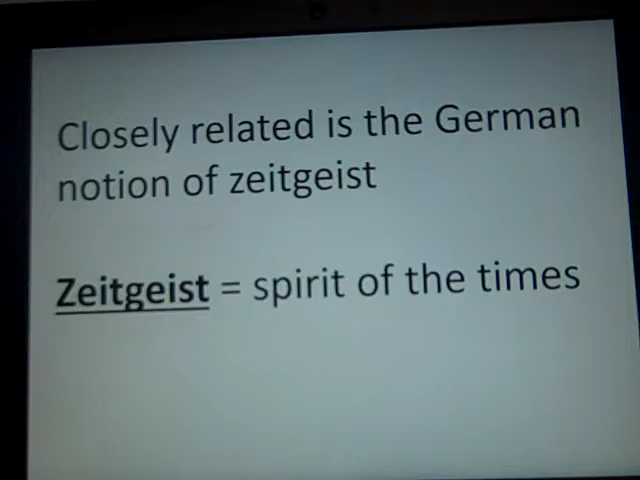 Closely related is the German
notion of zeitgeist
Zeitgeist = spirit of the times